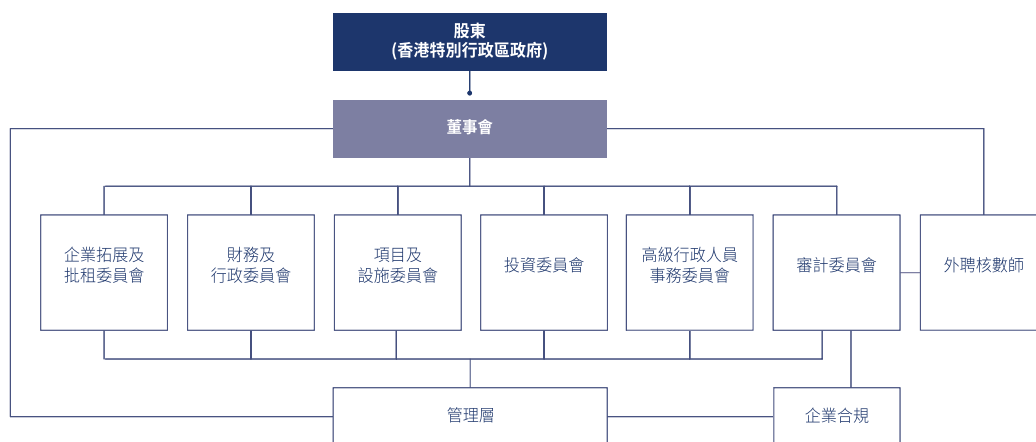 股東
(香港特別行政區政府)
董事會
企業拓展及
批租委員會
財務及
行政委員會
項目及
設施委員會
投資委員會
高級行政人員
事務委員會
審計委員會
外聘核數師
管理層
企業合規